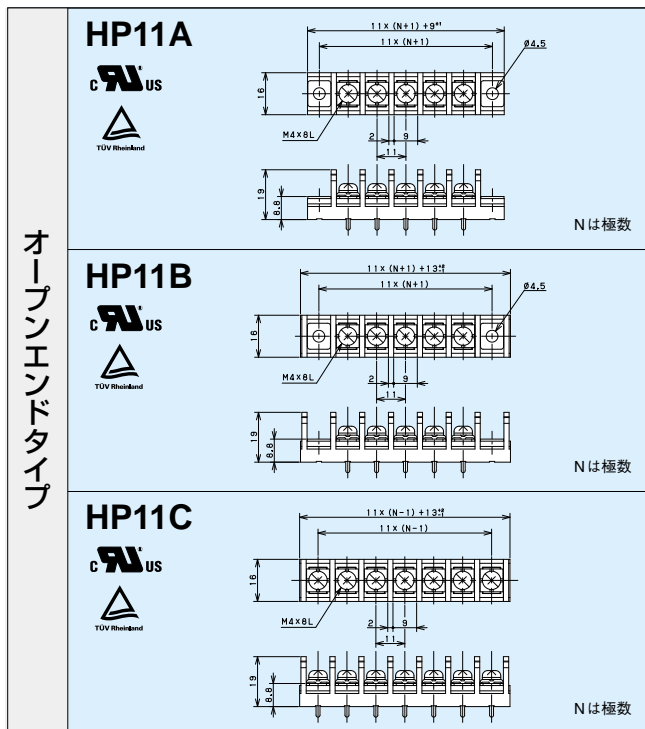 オープンエンドタイプ
HP11A
c RU® US
TÜV Rheinland
11×(N+1)+9
11×(N+1)
Ø4.5
16
M4×8L
2
9
11
19
8.8
Nは極数
HP11B
c RU® US
TÜV Rheinland
11×(N+1)+13
11×(N+1)
Ø4.5
16
M4×8L
2
9
11
19
8.8
Nは極数
HP11C
c RU® US
TÜV Rheinland
11×(N-1)+13
11×(N-1)
16
M4×8L
2
9
11
19
8.8
Nは極数